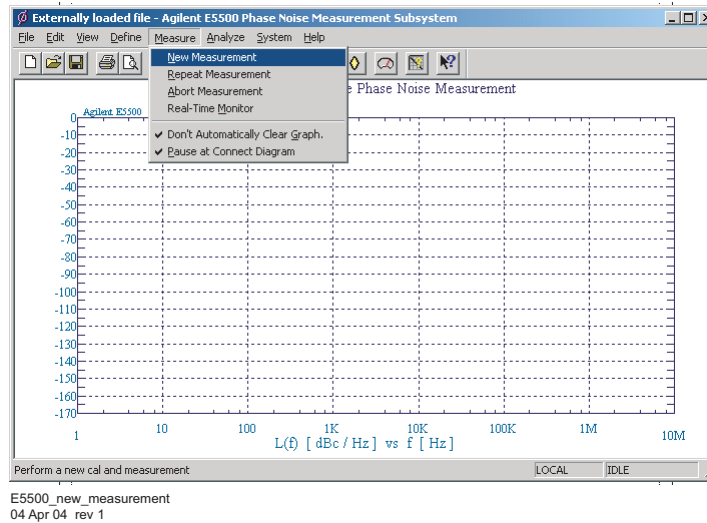 Externally loaded file - Agilent E5500 Phase Noise Measurement Subsystem
File Edit View Define Measure Analyze System Help
New Measurement
Repeat Measurement
Abort Measurement
Real-Time Monitor
Don't Automatically Clear Graph.
Pause at Connect Diagram
Phase Noise Measurement
Agilent E5500
0
-10
-20
-30
-40
-50
-60
-70
-80
-90
-100
-110
-120
-130
-140
-150
-160
-170
1 10 100 1K 10K 100K 1M 10M
L(f) [ dBc / Hz ] vs f [ Hz ]
Perform a new cal and measurement LOCAL IDLE
E5500_new_measurement
04 Apr 04 rev 1